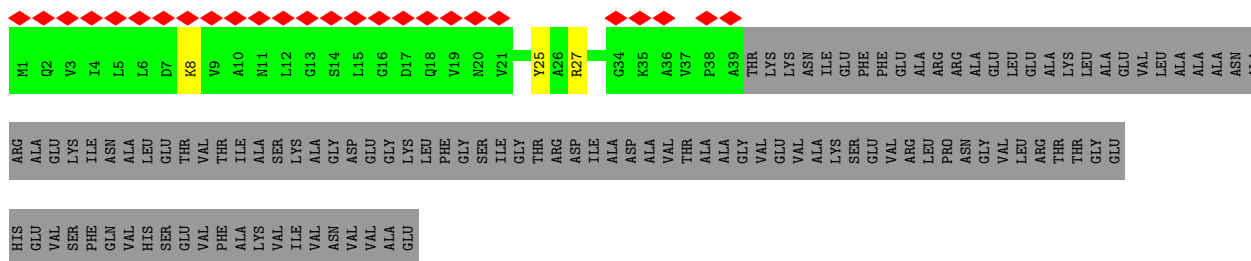 M1 Q2 V3 I4 L5 L6 D7 K8 V9 A10 N11 L12 G13 S14 L15 G16 D17 Q18 V19 N20 V21 Y25 A26 R27 G34 K35 A36 V37 P38 A39 THR LYS LYS ASN ILE GLU PHE PHE GLU ALA ARG ARG ALA GLU LEU GLU ALA LYS LEU ALA GLU VAL LEU ALA ALA ALA ASN
ARG ALA GLU LYS ILE ASN ALA LEU GLU THR VAL THR ILE ALA SER LYS ALA GLY ASP GLU GLY LYS LEU PHE GLY SER ILE GLY THR ARG ASP ILE ALA ASP ALA VAL THR ALA ALA GLY VAL GLU VAL ALA LYS SER GLU VAL ARG LEU PRO ASN GLY VAL LEU ARG THR THR GLY GLU
HIS GLU VAL SER PHE GLN VAL HIS SER GLU VAL PHE ALA LYS VAL ILE VAL ASN VAL VAL ALA GLU